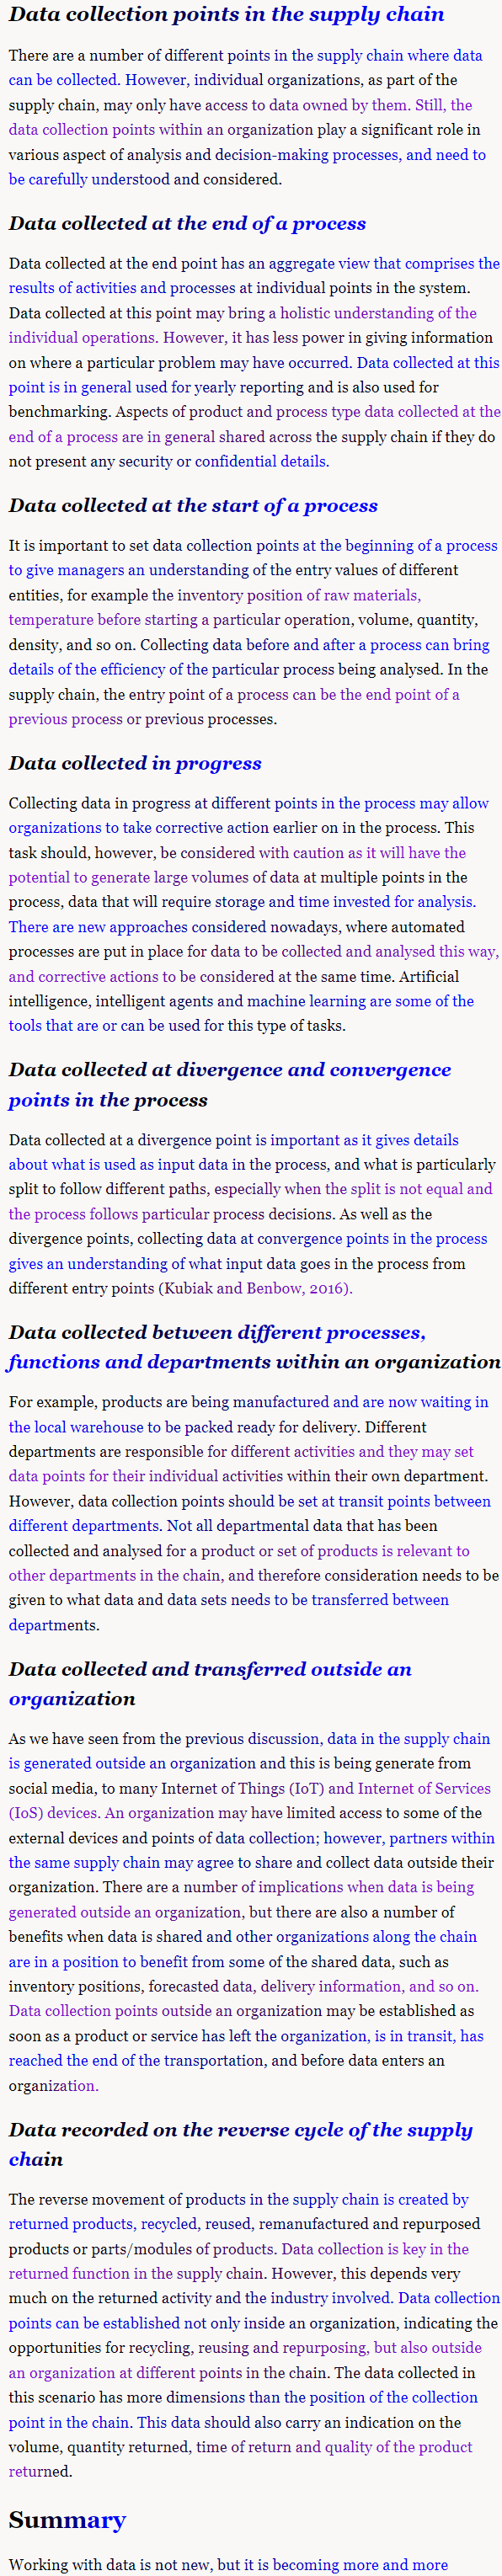 Data collection points in the supply chain
There are a number of different points in the supply chain where data
can be collected. However, individual organizations, as part of the
supply chain, may only have access to data owned by them. Still, the
data collection points within an organization play a significant role in
various aspect of analysis and decision-making processes, and need to
be carefully understood and considered.
Data collected at the end of a process
Data collected at the end point has an aggregate view that comprises the
results of activities and processes at individual points in the system.
Data collected at this point may bring a holistic understanding of the
individual operations. However, it has less power in giving information
on where a particular problem may have occurred. Data collected at this
point is in general used for yearly reporting and is also used for
benchmarking. Aspects of product and process type data collected at the
end of a process are in general shared across the supply chain if they do
not present any security or confidential details.
Data collected at the start of a process
It is important to set data collection points at the beginning of a process
to give managers an understanding of the entry values of different
entities, for example the inventory position of raw materials,
temperature before starting a particular operation, volume, quantity,
density, and so on. Collecting data before and after a process can bring
details of the efficiency of the particular process being analysed. In the
supply chain, the entry point of a process can be the end point of a
previous process or previous processes.
Data collected in progress
Collecting data in progress at different points in the process may allow
organizations to take corrective action earlier on in the process. This
task should, however, be considered with caution as it will have the
potential to generate large volumes of data at multiple points in the
process, data that will require storage and time invested for analysis.
There are new approaches considered nowadays, where automated
processes are put in place for data to be collected and analysed this way,
and corrective actions to be considered at the same time. Artificial
intelligence, intelligent agents and machine learning are some of the
tools that are or can be used for this type of tasks.
Data collected at divergence and convergence
points in the process
Data collected at a divergence point is important as it gives details
about what is used as input data in the process, and what is particularly
split to follow different paths, especially when the split is not equal and
the process follows particular process decisions. As well as the
divergence points, collecting data at convergence points in the process
gives an understanding of what input data goes in the process from
different entry points (Kubiak and Benbow, 2016).
Data collected between different processes,
functions and departments within an organization
For example, products are being manufactured and are now waiting in
the local warehouse to be packed ready for delivery. Different
departments are responsible for different activities and they may set
data points for their individual activities within their own department.
However, data collection points should be set at transit points between
different departments. Not all departmental data that has been
collected and analysed for a product or set of products is relevant to
other departments in the chain, and therefore consideration needs to be
given to what data and data sets needs to be transferred between
departments.
Data collected and transferred outside an
organization
As we have seen from the previous discussion, data in the supply chain
is generated outside an organization and this is being generate from
social media, to many Internet of Things (IoT) and Internet of Services
(IoS) devices. An organization may have limited access to some of the
external devices and points of data collection; however, partners within
the same supply chain may agree to share and collect data outside their
organization. There are a number of implications when data is being
generated outside an organization, but there are also a number of
benefits when data is shared and other organizations along the chain
are in a position to benefit from some of the shared data, such as
inventory positions, forecasted data, delivery information, and so on.
Data collection points outside an organization may be established as
soon as a product or service has left the organization, is in transit, has
reached the end of the transportation, and before data enters an
organization.
Data recorded on the reverse cycle of the supply
chain
The reverse movement of products in the supply chain is created by
returned products, recycled, reused, remanufactured and repurposed
products or parts/modules of products. Data collection is key in the
returned function in the supply chain. However, this depends very
much on the returned activity and the industry involved. Data collection
points can be established not only inside an organization, indicating the
opportunities for recycling, reusing and repurposing, but also outside
an organization at different points in the chain. The data collected in
this scenario has more dimensions than the position of the collection
point in the chain. This data should also carry an indication on the
volume, quantity returned, time of return and quality of the product
returned.
Summary
Working with data is not new, but it is becoming more and more